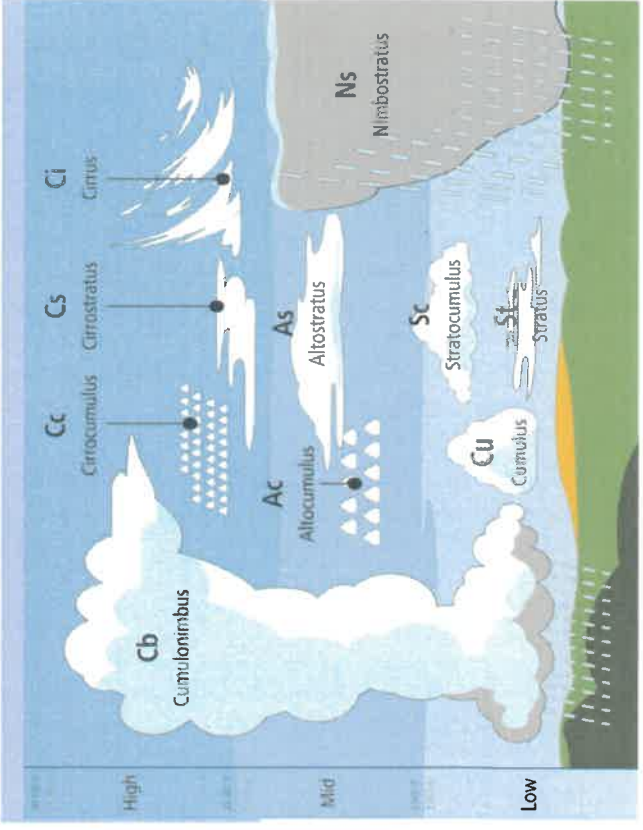 High
Mid
Low
Cb
Cumulonimbus
Cc
Cirrocumulus
Cs
Cirrostratus
Ci
Cirrus
Ac
Altocumulus
As
Altostratus
Ns
Nimbostratus
Cu
Cumulus
Sc
Stratocumulus
St
Stratus